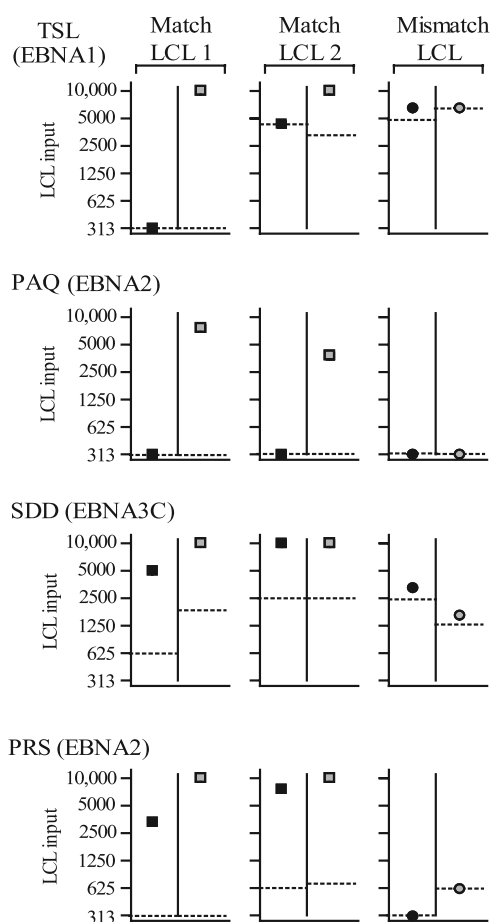 TSL Match Match Mismatch
(EBNA1) LCL 1 LCL 2 LCL
10,000
5000
2500
1250
625
313
LCL input
PAQ (EBNA2)
10,000
5000
2500
1250
625
313
LCL input
SDD (EBNA3C)
10,000
5000
2500
1250
625
313
LCL input
PRS (EBNA2)
10,000
5000
2500
1250
625
313
LCL input